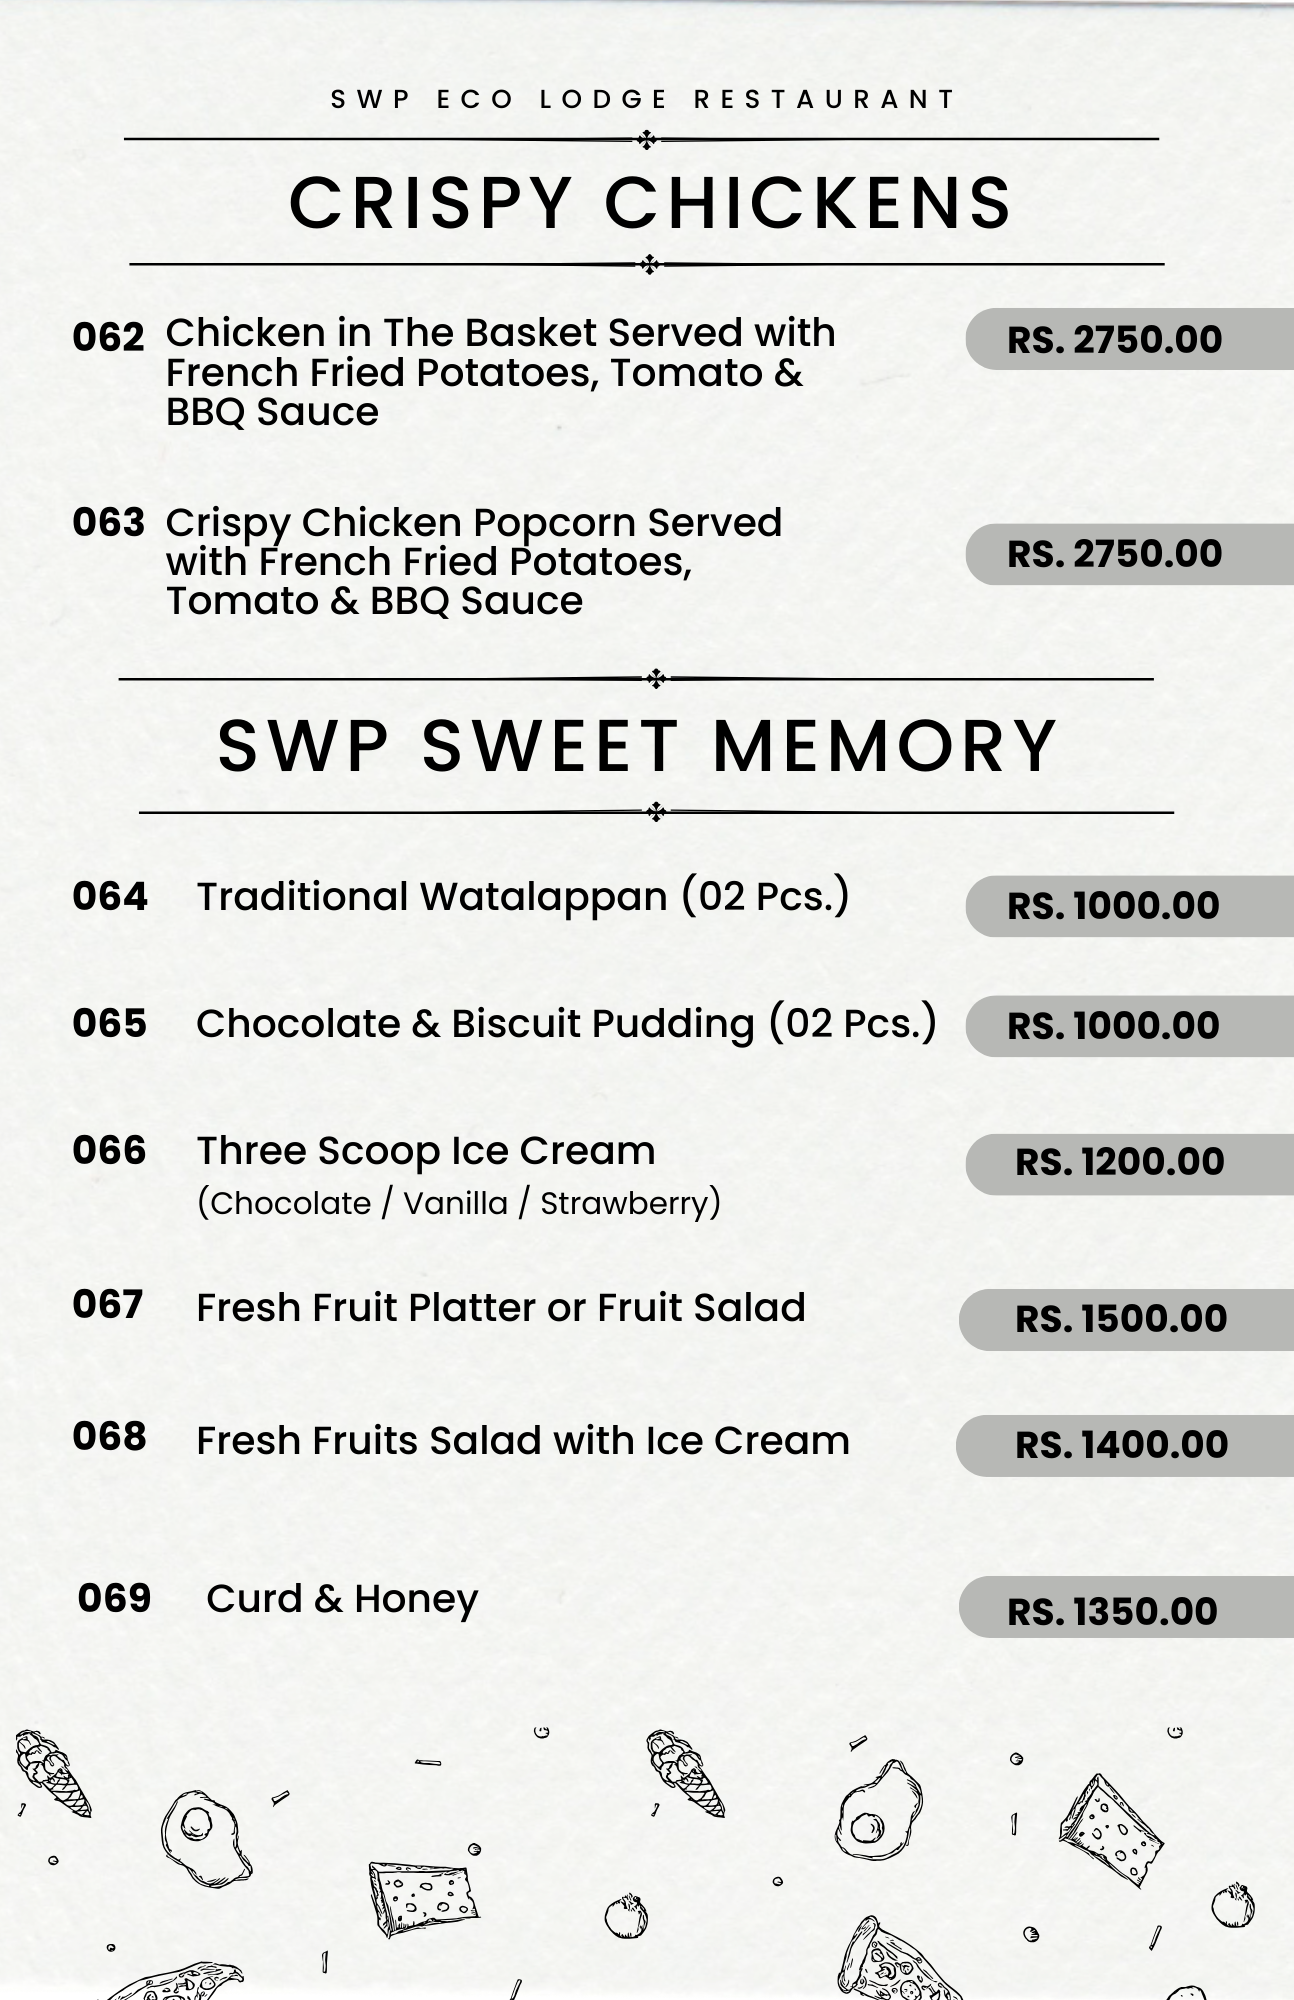 SWP ECO LODGE RESTAURANT
CRISPY CHICKENS
062 Chicken in The Basket Served with
French Fried Potatoes, Tomato &
BBQ Sauce
RS. 2750.00
063 Crispy Chicken Popcorn Served
with French Fried Potatoes,
Tomato & BBQ Sauce
RS. 2750.00
SWP SWEET MEMORY
064 Traditional Watalappan (02 Pcs.) RS. 1000.00
065 Chocolate & Biscuit Pudding (02 Pcs.) RS. 1000.00
066 Three Scoop Ice Cream RS. 1200.00
(Chocolate / Vanilla / Strawberry)
067 Fresh Fruit Platter or Fruit Salad RS. 1500.00
068 Fresh Fruits Salad with Ice Cream RS. 1400.00
069 Curd & Honey RS. 1350.00